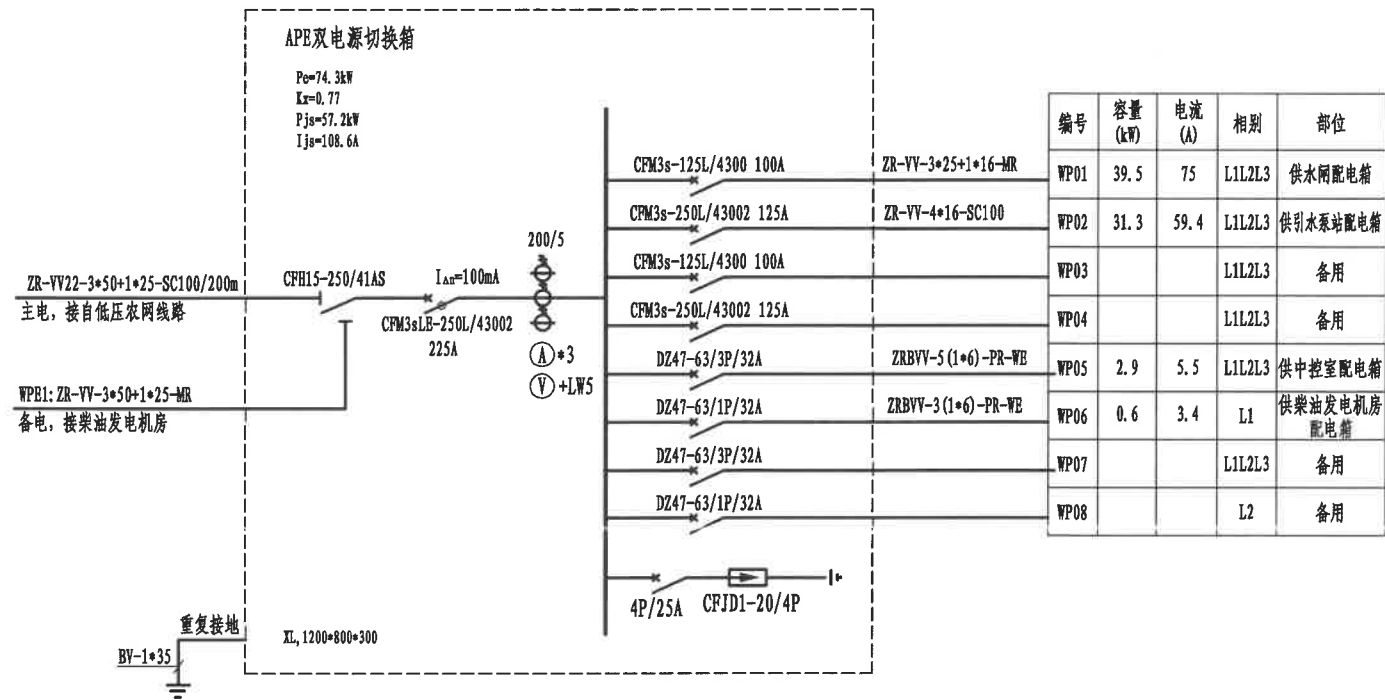 APE双电源切换箱
Pe=74.3kW
Kx=0.77
Pjs=57.2kW
Ijs=108.6A
ZR-VV22-3*50+1*25-SC100/200m
主电，接自低压农网线路
WPE1:ZR-VV-3*50+1*25-MR
备电，接柴油发电机房
CFH15-250/41AS
I△n=100mA
CFM3sLE-250L/43002
225A
200/5
A *3
V +LW5
CFM3s-125L/4300 100A
ZR-VV-3*25+1*16-MR
CFM3s-250L/43002 125A
ZR-VV-4*16-SC100
CFM3s-125L/4300 100A
CFM3s-250L/43002 125A
DZ47-63/3P/32A
ZRBVV-5(1*6)-PR-WE
DZ47-63/1P/32A
ZRBVV-3(1*6)-PR-WE
DZ47-63/3P/32A
DZ47-63/1P/32A
4P/25A
CFJD1-20/4P
重复接地
BV-1*35
XL,1200*800*300
编号 容量(kW) 电流(A) 相别 部位
WP01 39.5 75 L1L2L3 供水闸配电箱
WP02 31.3 59.4 L1L2L3 供引水泵站配电箱
WP03 L1L2L3 备用
WP04 L1L2L3 备用
WP05 2.9 5.5 L1L2L3 供中控室配电箱
WP06 0.6 3.4 L1 供柴油发电机房配电箱
WP07 L1L2L3 备用
WP08 L2 备用